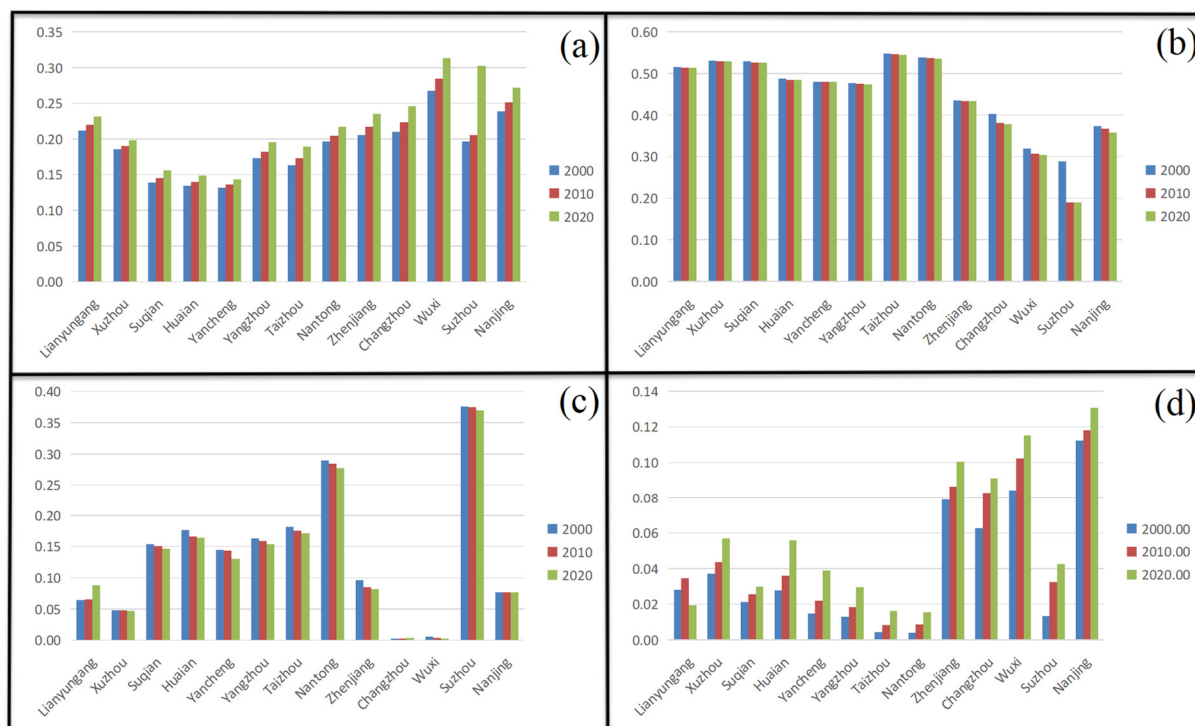 (a)
0.35
0.30
0.25
0.20
0.15
0.10
0.05
0.00
2000
2010
2020
Lianyungang
Xuzhou
Suqian
Huaian
Yancheng
Yangzhou
Taizhou
Nantong
Zhenjiang
Changzhou
Wuxi
Suzhou
Nanjing
(b)
0.60
0.50
0.40
0.30
0.20
0.10
0.00
2000
2010
2020
Lianyungang
Xuzhou
Suqian
Huaian
Yancheng
Yangzhou
Taizhou
Nantong
Zhenjiang
Changzhou
Wuxi
Suzhou
Nanjing
(c)
0.40
0.35
0.30
0.25
0.20
0.15
0.10
0.05
0.00
2000
2010
2020
Lianyungang
Xuzhou
Suqian
Huaian
Yancheng
Yangzhou
Taizhou
Nantong
Zhenjiang
Changzhou
Wuxi
Suzhou
Nanjing
(d)
0.14
0.12
0.10
0.08
0.06
0.04
0.02
0.00
2000.00
2010.00
2020.00
Lianyungang
Xuzhou
Suqian
Huaian
Yancheng
Yangzhou
Taizhou
Nantong
Zhenjiang
Changzhou
Wuxi
Suzhou
Nanjing